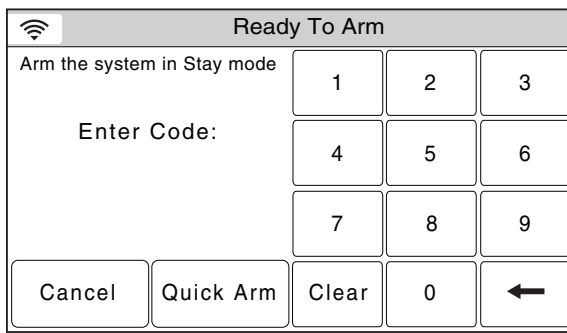 Ready To Arm
Arm the system in Stay mode
Enter Code:
1 2 3
4 5 6
7 8 9
Cancel Quick Arm Clear 0